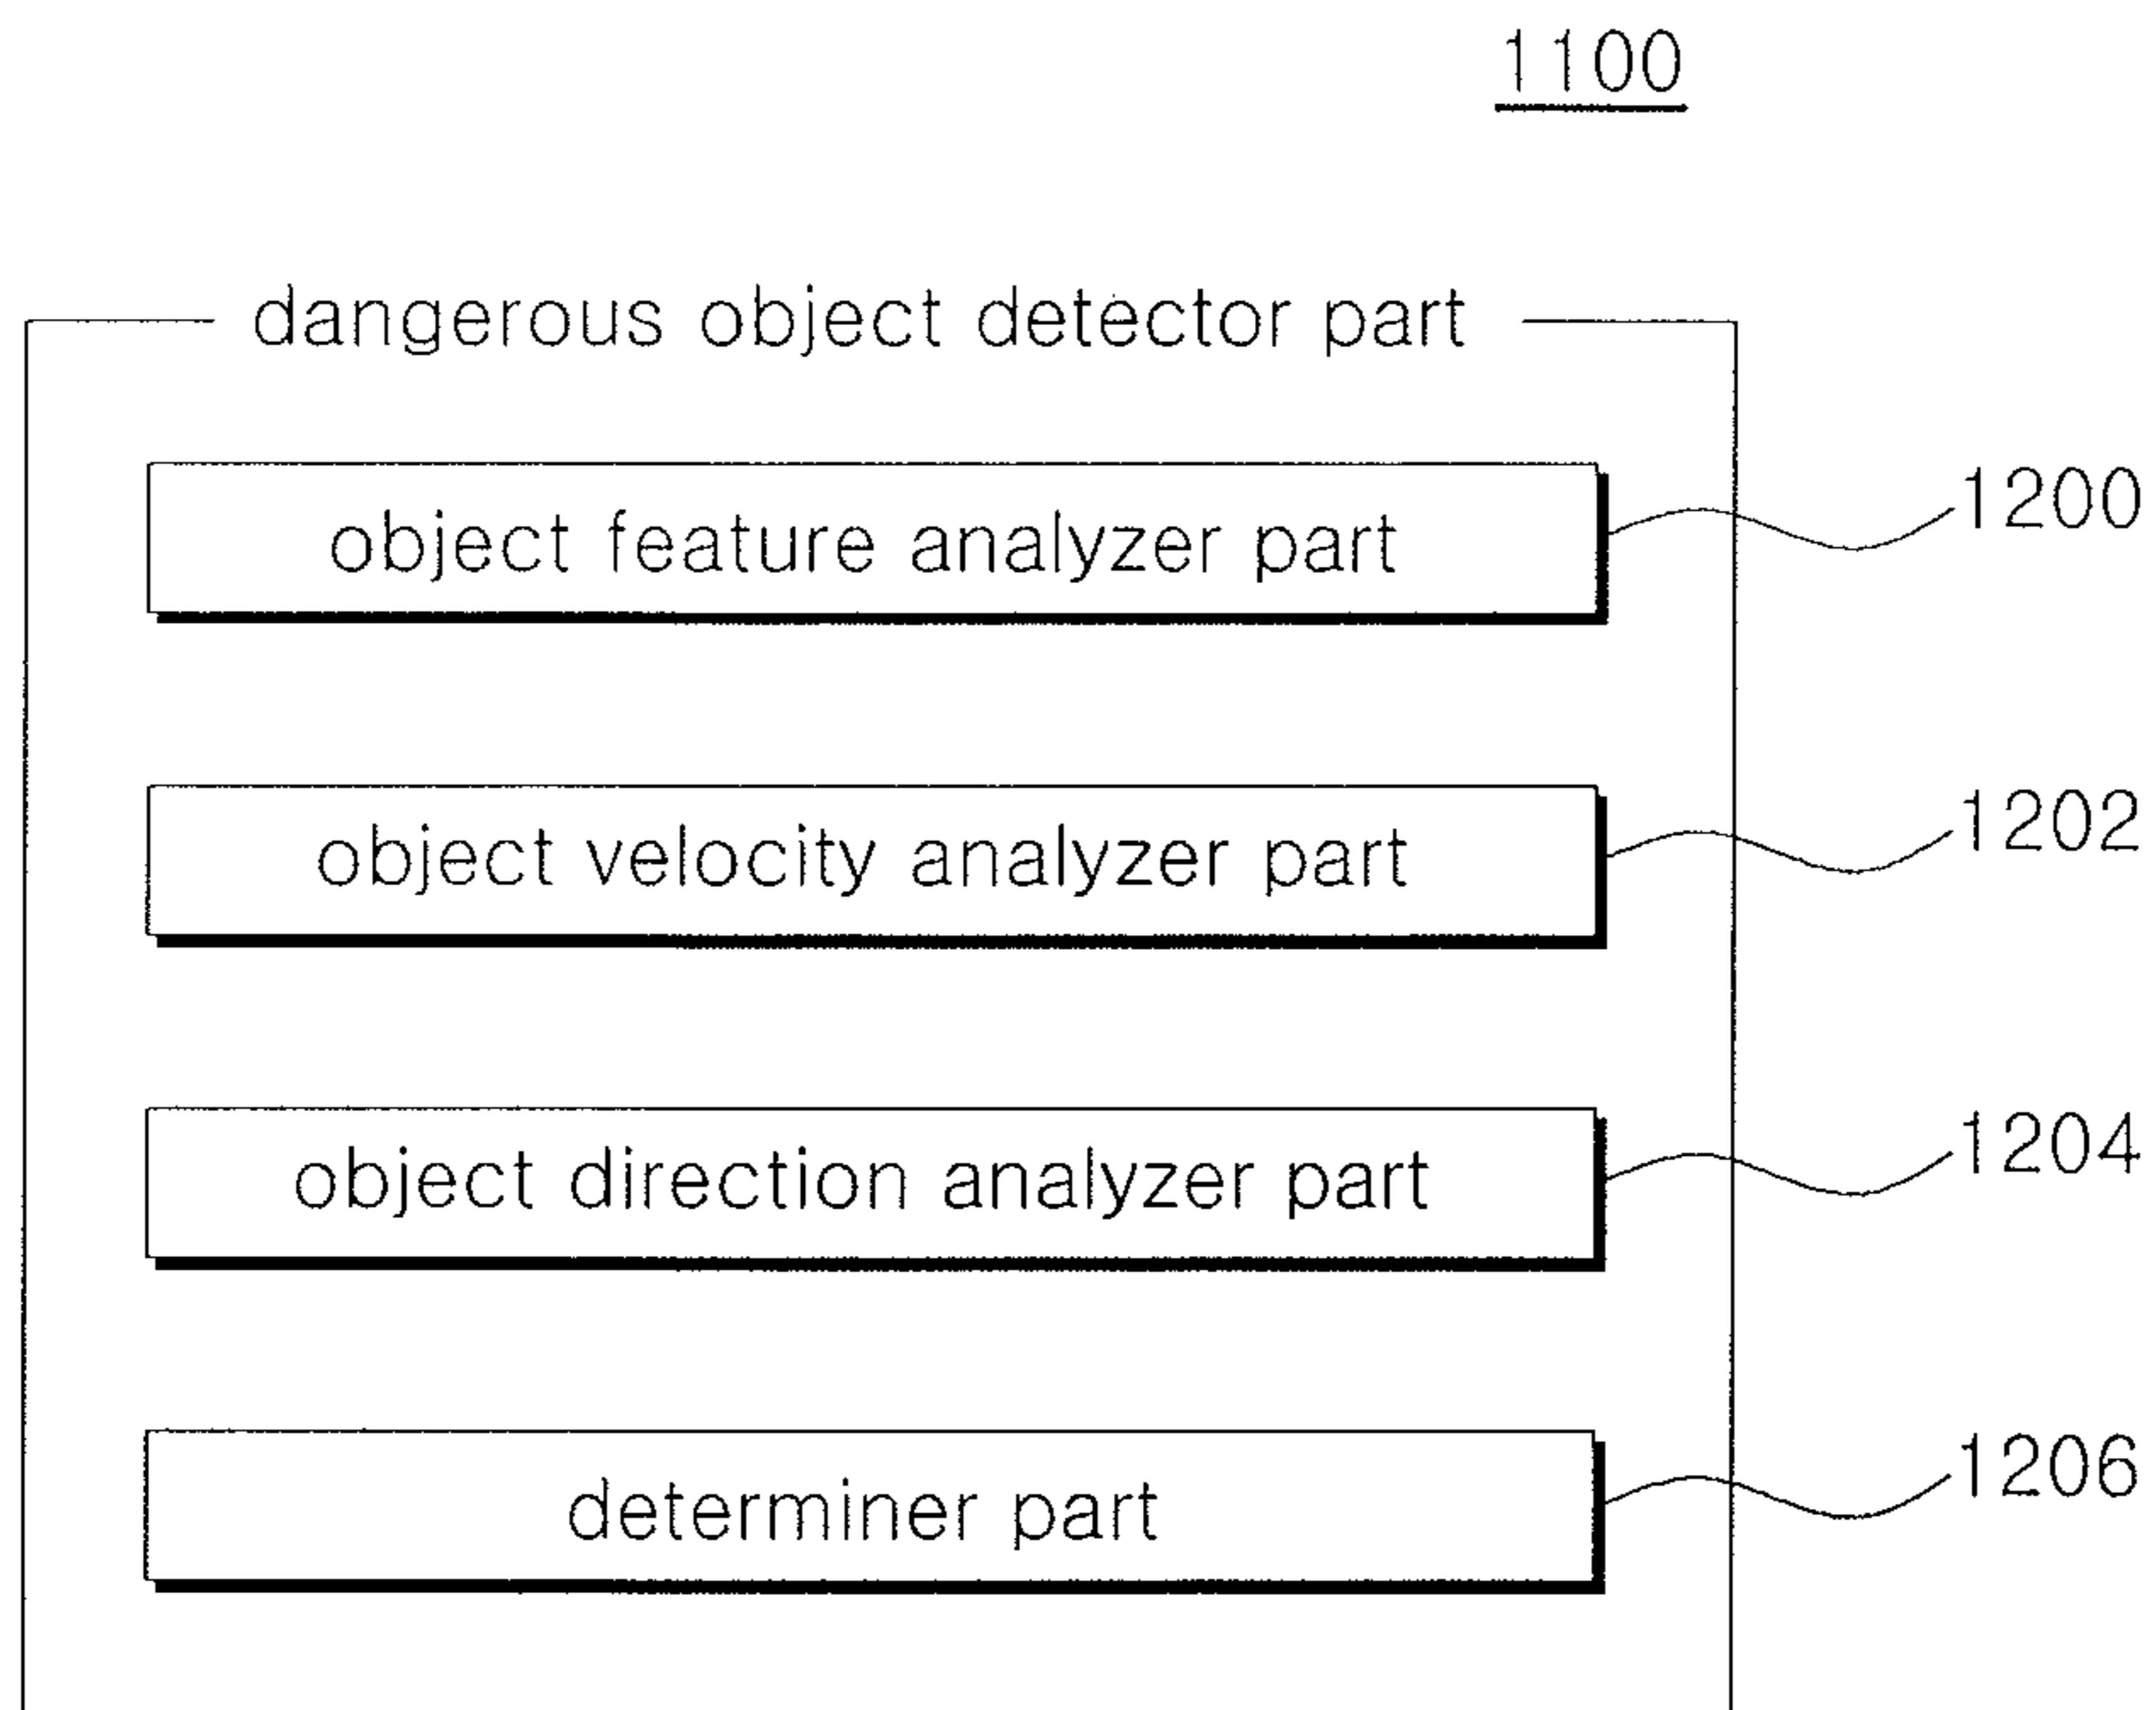 1100
dangerous object detector part
object feature analyzer part
1200
object velocity analyzer part
1202
object direction analyzer part
1204
determiner part
1206